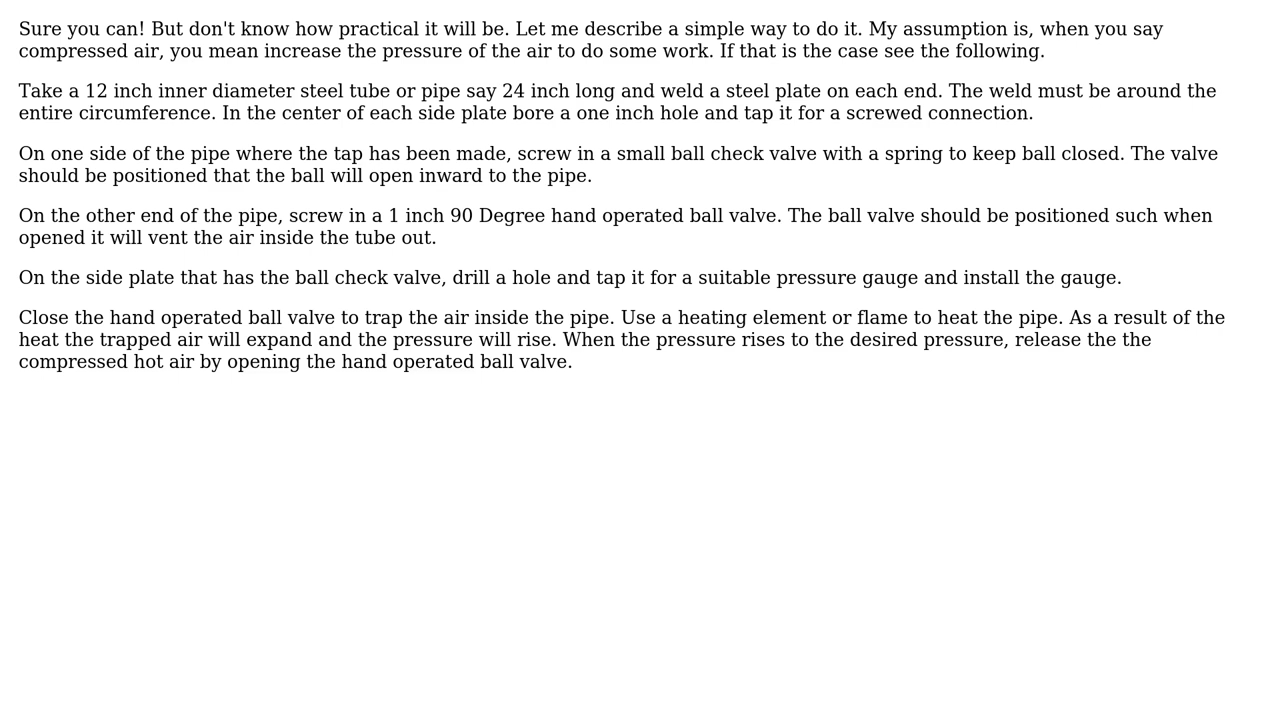 Sure you can! But don't know how practical it will be. Let me describe a simple way to do it. My assumption is, when you say
compressed air, you mean increase the pressure of the air to do some work. If that is the case see the following.
Take a 12 inch inner diameter steel tube or pipe say 24 inch long and weld a steel plate on each end. The weld must be around the
entire circumference. In the center of each side plate bore a one inch hole and tap it for a screwed connection.
On one side of the pipe where the tap has been made, screw in a small ball check valve with a spring to keep ball closed. The valve
should be positioned that the ball will open inward to the pipe.
On the other end of the pipe, screw in a 1 inch 90 Degree hand operated ball valve. The ball valve should be positioned such when
opened it will vent the air inside the tube out.
On the side plate that has the ball check valve, drill a hole and tap it for a suitable pressure gauge and install the gauge.
Close the hand operated ball valve to trap the air inside the pipe. Use a heating element or flame to heat the pipe. As a result of the
heat the trapped air will expand and the pressure will rise. When the pressure rises to the desired pressure, release the the
compressed hot air by opening the hand operated ball valve.